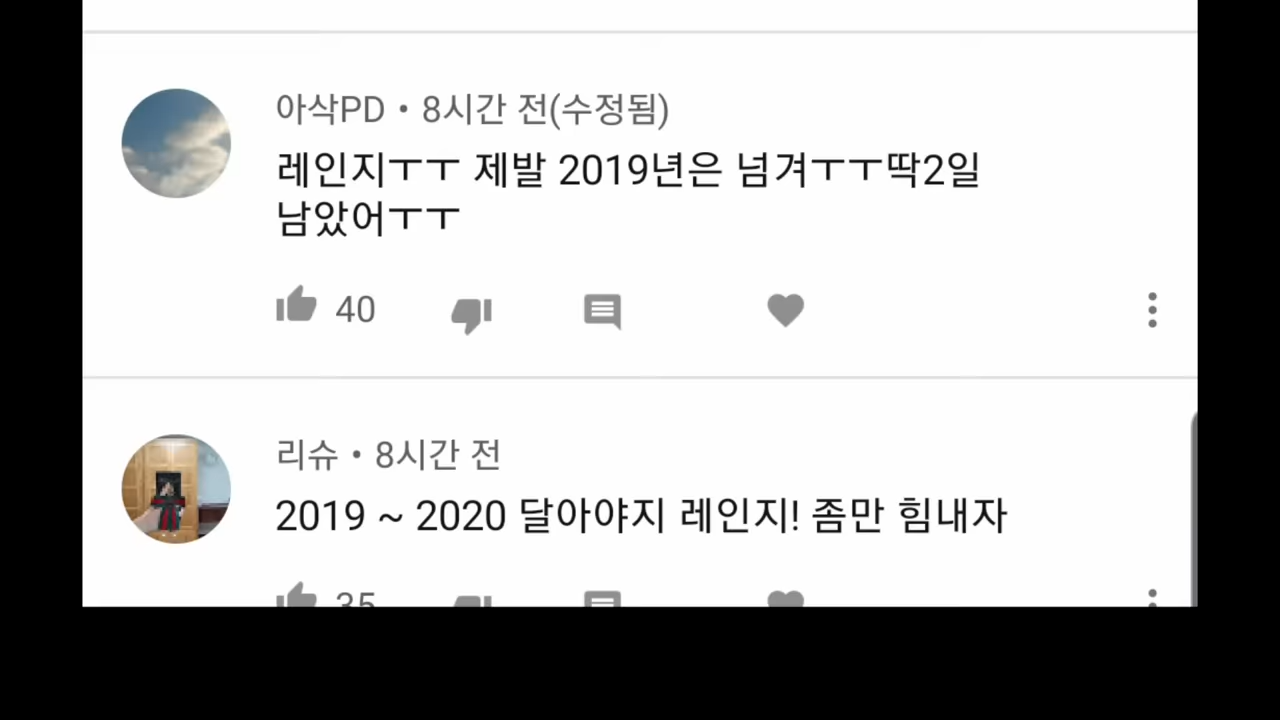 아삭PD • 8시간 전(수정됨)
레인지ㅜㅜ 제발 2019년은 넘겨ㅜㅜ딱2일
남았어ㅜㅜ
40
리슈 • 8시간 전
2019 ~ 2020 달아야지 레인지! 좀만 힘내자
35